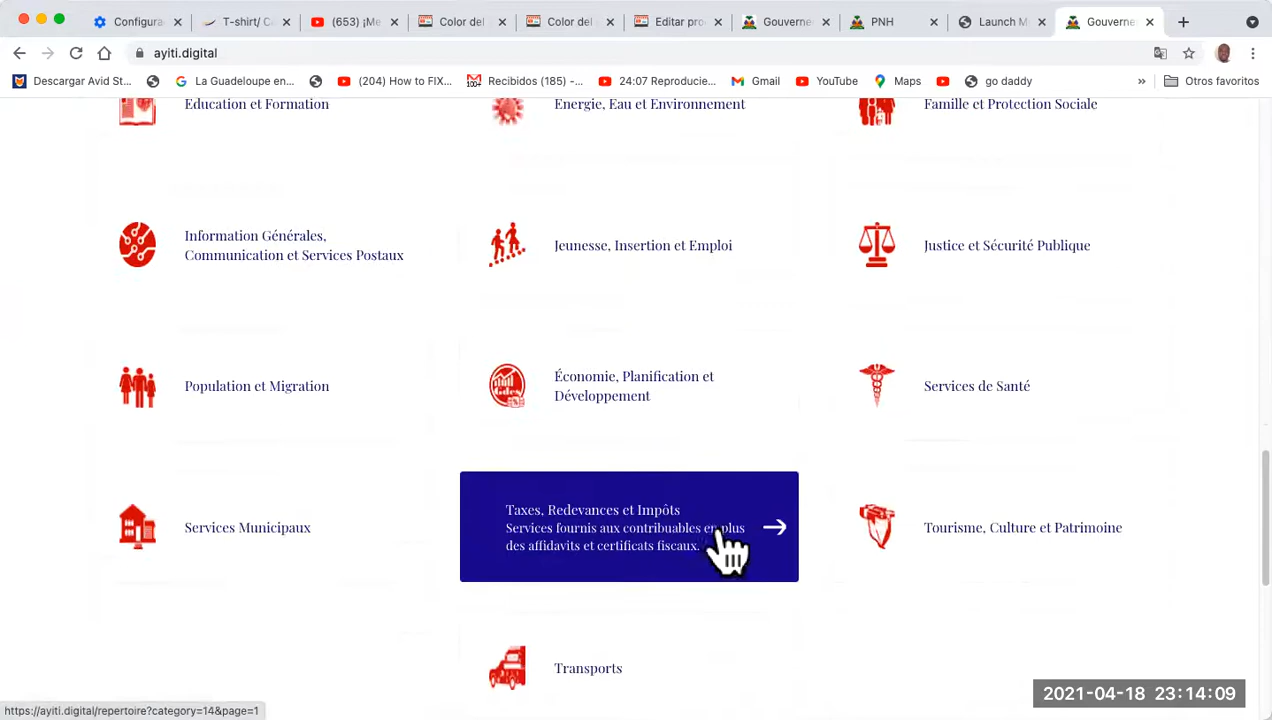 Configura
T-shirt/ Ca
(653) ¡Me
Color del
Color del
Editar pro
Gouverne
PNH
Launch M
Gouverne
ayiti.digital
Descargar Avid St...
La Guadeloupe en...
(204) How to FIX...
Recibidos (185) -...
24:07 Reproducie...
Gmail
YouTube
Maps
go daddy
»
Otros favoritos
Education et Formation
Energie, Eau et Environnement
Famille et Protection Sociale
Information Générales,
Communication et Services Postaux
Jeunesse, Insertion et Emploi
Justice et Sécurité Publique
Population et Migration
Économie, Planification et
Développement
Services de Santé
Services Municipaux
Taxes, Redevances et Impôts
Services fournis aux contribuables en plus
des affidavits et certificats fiscaux.
Tourisme, Culture et Patrimoine
Transports
2021-04-18 23:14:09
https://ayiti.digital/repertoire?category=14&page=1